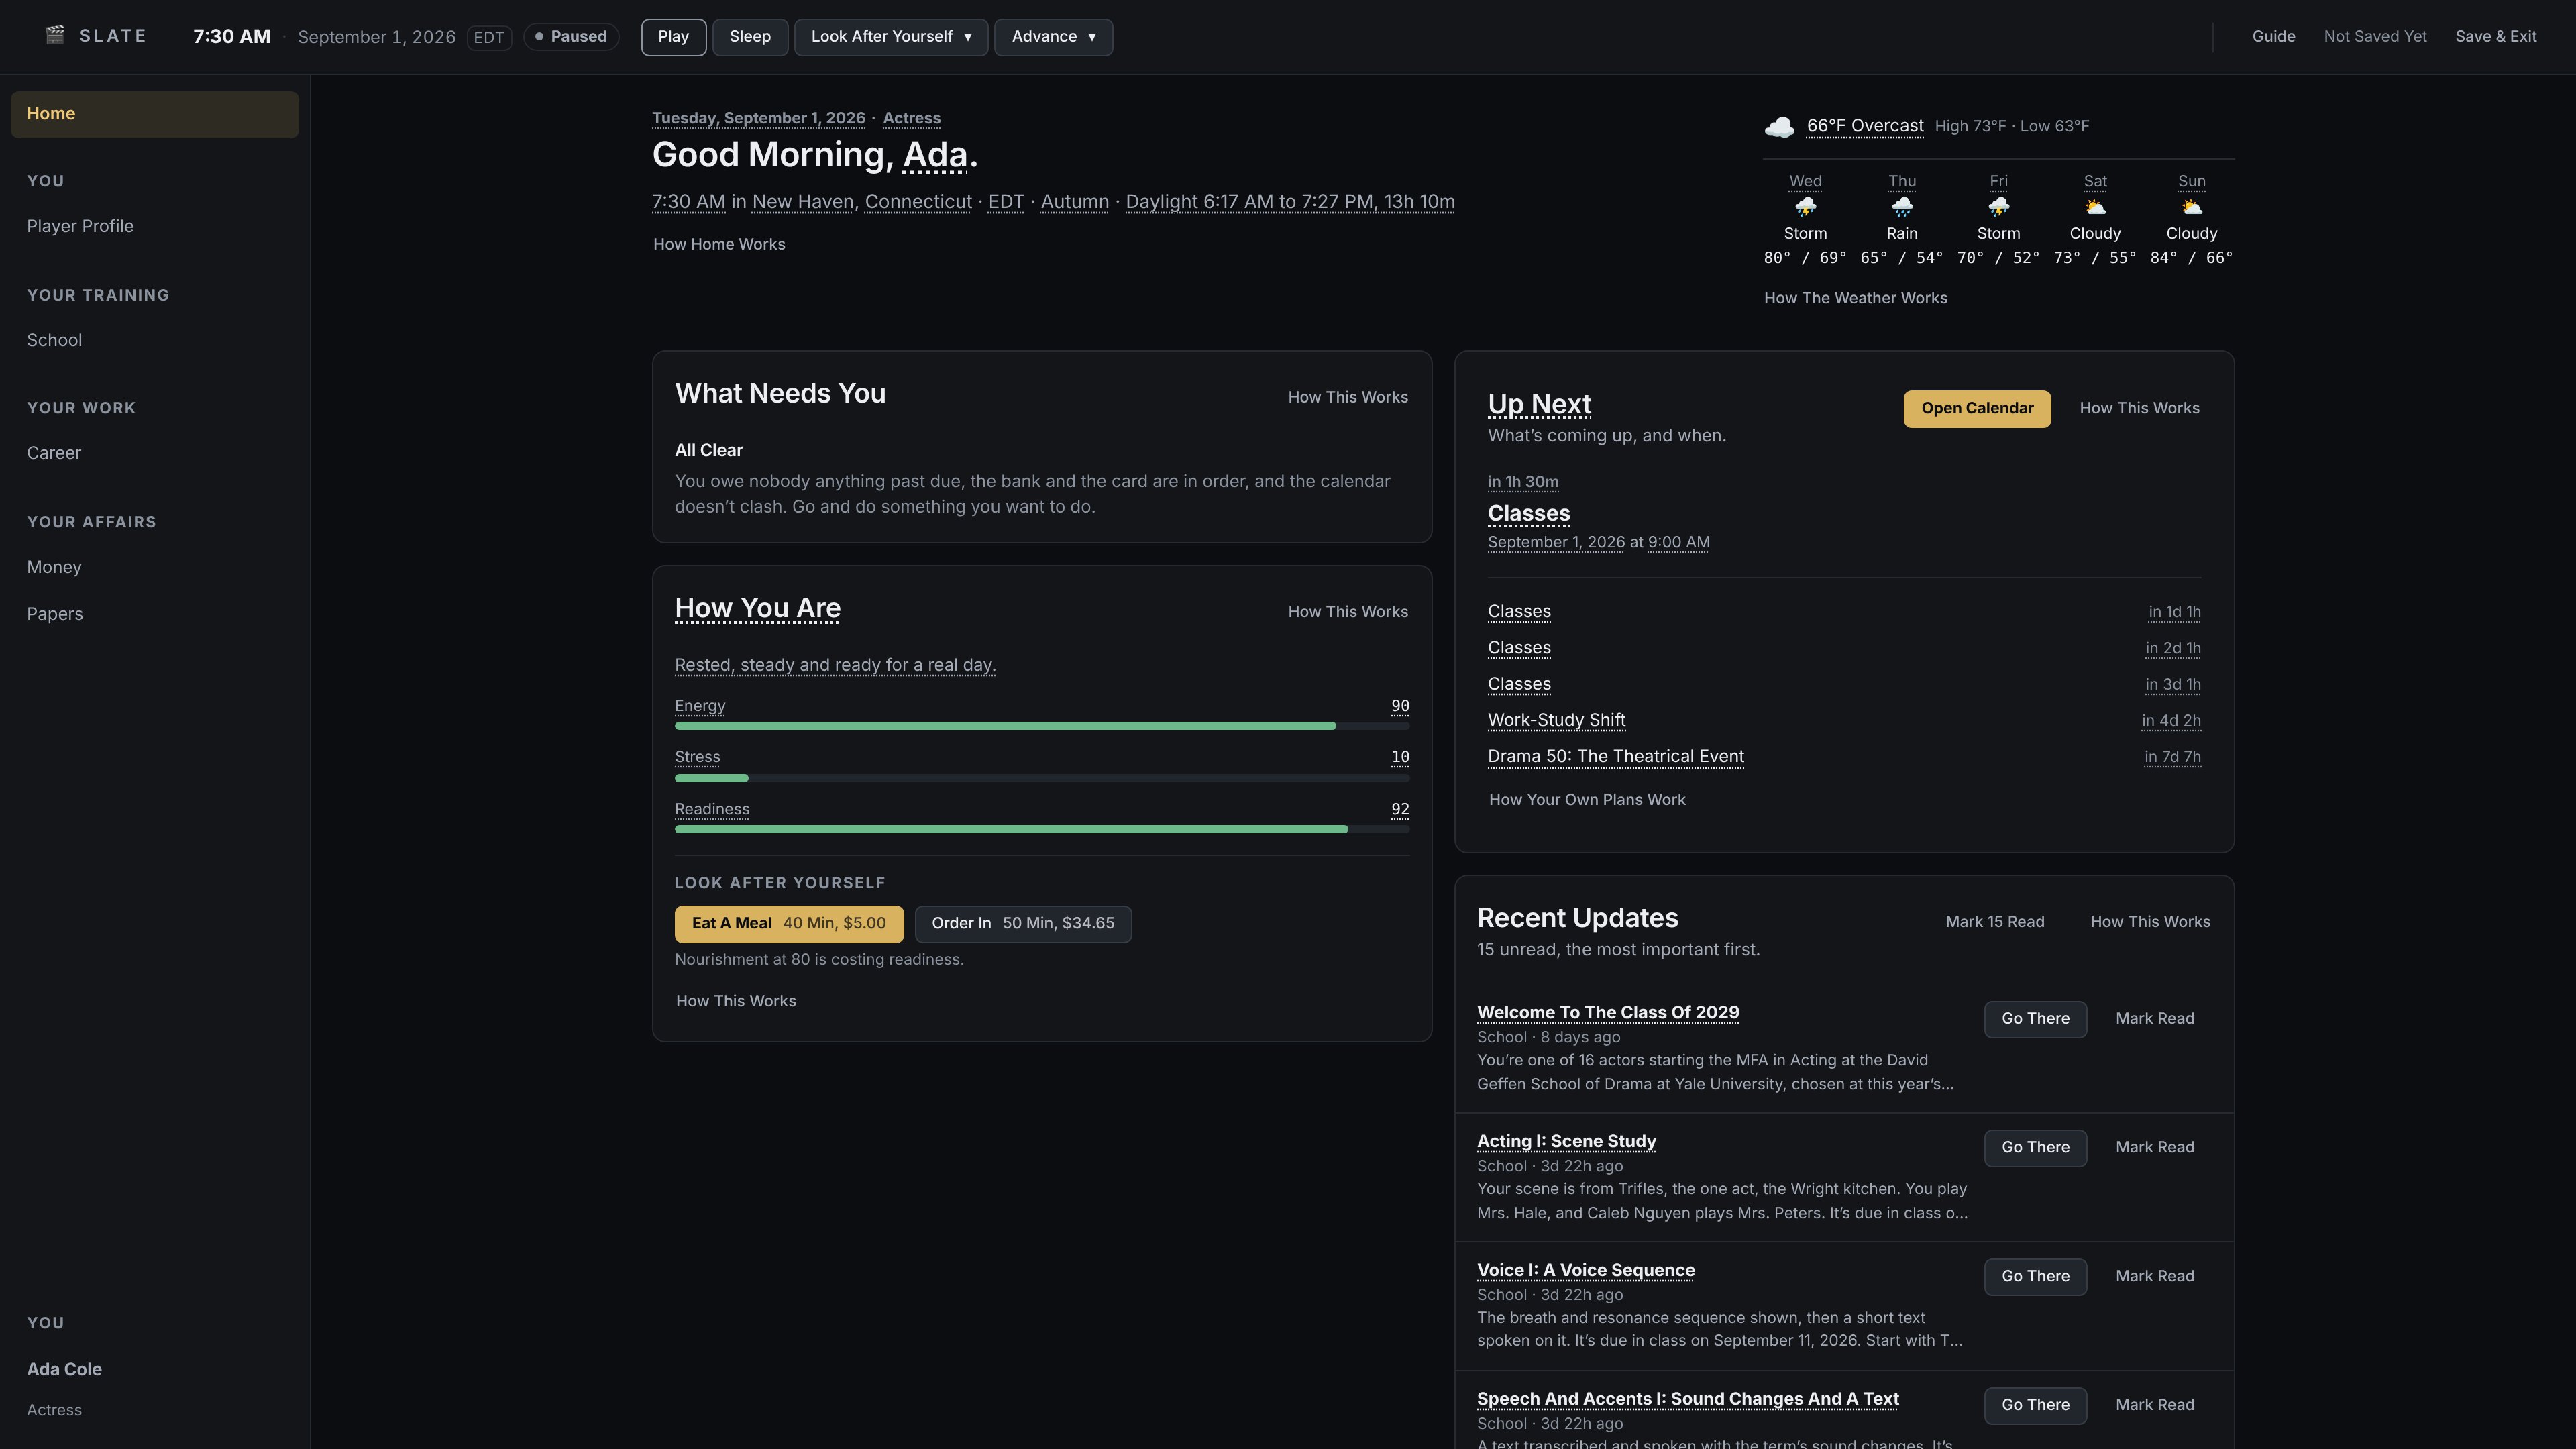 SLATE
7:30 AM · September 1, 2026 EDT Paused
Play
Sleep
Look After Yourself ▾
Advance ▾
Guide
Not Saved Yet
Save & Exit
Home
YOU
Player Profile
YOUR TRAINING
School
YOUR WORK
Career
YOUR AFFAIRS
Money
Papers
YOU
Ada Cole
Actress
Tuesday, September 1, 2026 · Actress
Good Morning, Ada.
7:30 AM in New Haven, Connecticut · EDT · Autumn · Daylight 6:17 AM to 7:27 PM, 13h 10m
How Home Works
66°F Overcast High 73°F · Low 63°F
Wed Thu Fri Sat Sun
Storm Rain Storm Cloudy Cloudy
80° / 69° 65° / 54° 70° / 52° 73° / 55° 84° / 66°
How The Weather Works
What Needs You
How This Works
All Clear
You owe nobody anything past due, the bank and the card are in order, and the calendar
doesn’t clash. Go and do something you want to do.
How You Are
How This Works
Rested, steady and ready for a real day.
Energy 90
Stress 10
Readiness 92
LOOK AFTER YOURSELF
Eat A Meal 40 Min, $5.00
Order In 50 Min, $34.65
Nourishment at 80 is costing readiness.
How This Works
Up Next
Open Calendar
How This Works
What’s coming up, and when.
in 1h 30m
Classes
September 1, 2026 at 9:00 AM
Classes in 1d 1h
Classes in 2d 1h
Classes in 3d 1h
Work-Study Shift in 4d 2h
Drama 50: The Theatrical Event in 7d 7h
How Your Own Plans Work
Recent Updates
Mark 15 Read
How This Works
15 unread, the most important first.
Welcome To The Class Of 2029
Go There
Mark Read
School · 8 days ago
You’re one of 16 actors starting the MFA in Acting at the David
Geffen School of Drama at Yale University, chosen at this year’s…
Acting I: Scene Study
Go There
Mark Read
School · 3d 22h ago
Your scene is from Trifles, the one act, the Wright kitchen. You play
Mrs. Hale, and Caleb Nguyen plays Mrs. Peters. It’s due in class o…
Voice I: A Voice Sequence
Go There
Mark Read
School · 3d 22h ago
The breath and resonance sequence shown, then a short text
spoken on it. It’s due in class on September 11, 2026. Start with T…
Speech And Accents I: Sound Changes And A Text
Go There
Mark Read
School · 3d 22h ago
A text transcribed and spoken with the term’s sound changes. It’s